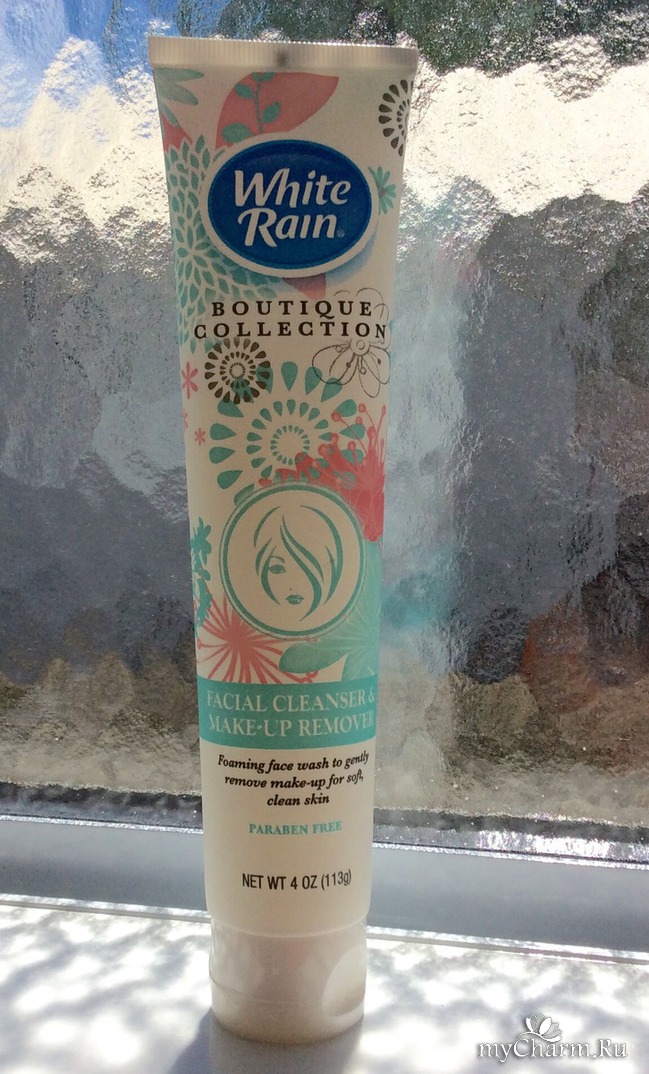 White
Rain®
BOUTIQUE
COLLECTION
FACIAL CLEANSER &
MAKE-UP REMOVER
Foaming face wash to gently
remove make-up for soft,
clean skin
PARABEN FREE
NET WT 4 OZ (113g)
myCharm.Ru